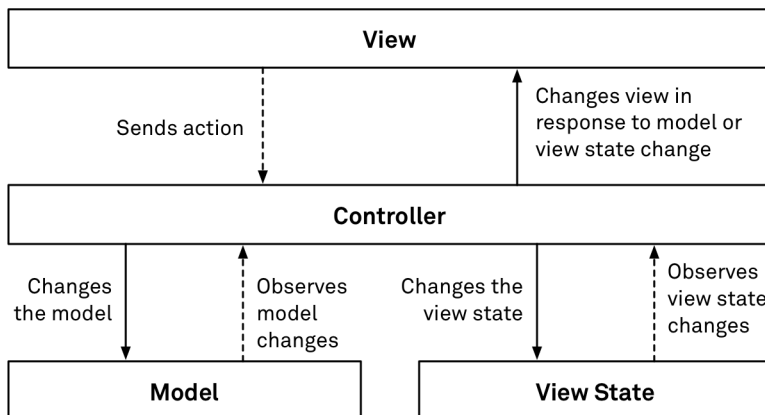 View
Sends action
Changes view in
response to model or
view state change
Controller
Changes
the model
Observes
model
changes
Changes the
view state
Observes
view state
changes
Model
View State